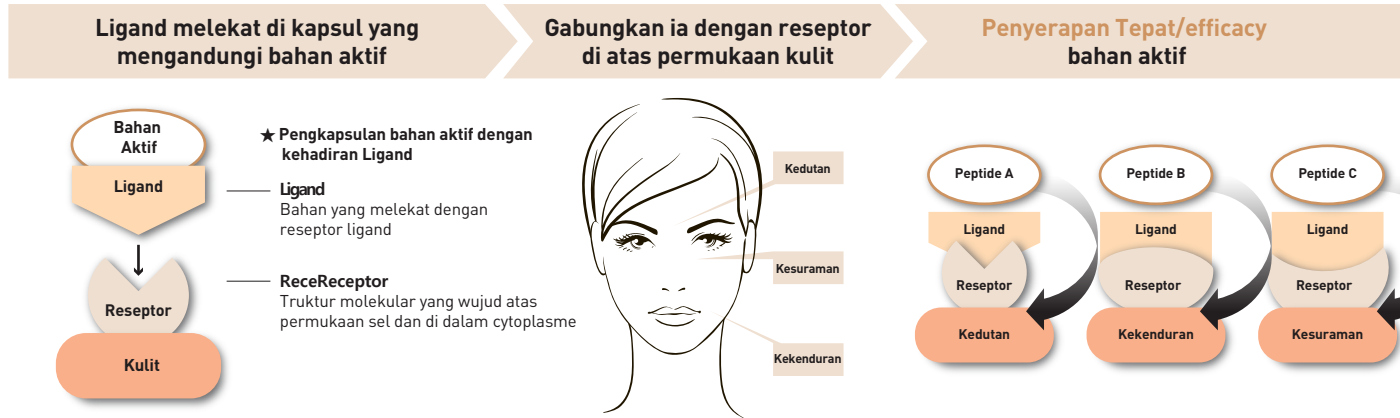 Ligand melekat di kapsul yang
mengandungi bahan aktif
Gabungkan ia dengan reseptor
di atas permukaan kulit
Penyerapan Tepat/efficacy
bahan aktif
Bahan
Aktif
Ligand
Reseptor
Kulit
★ Pengkapsulan bahan aktif dengan
kehadiran Ligand
Ligand
Bahan yang melekat dengan
reseptor ligand
ReceReceptor
Truktur molekular yang wujud atas
permukaan sel dan di dalam cytoplasme
Kedutan
Kesuraman
Kekenduran
Peptide A
Ligand
Reseptor
Kedutan
Peptide B
Ligand
Reseptor
Kekenduran
Peptide C
Ligand
Reseptor
Kesuraman